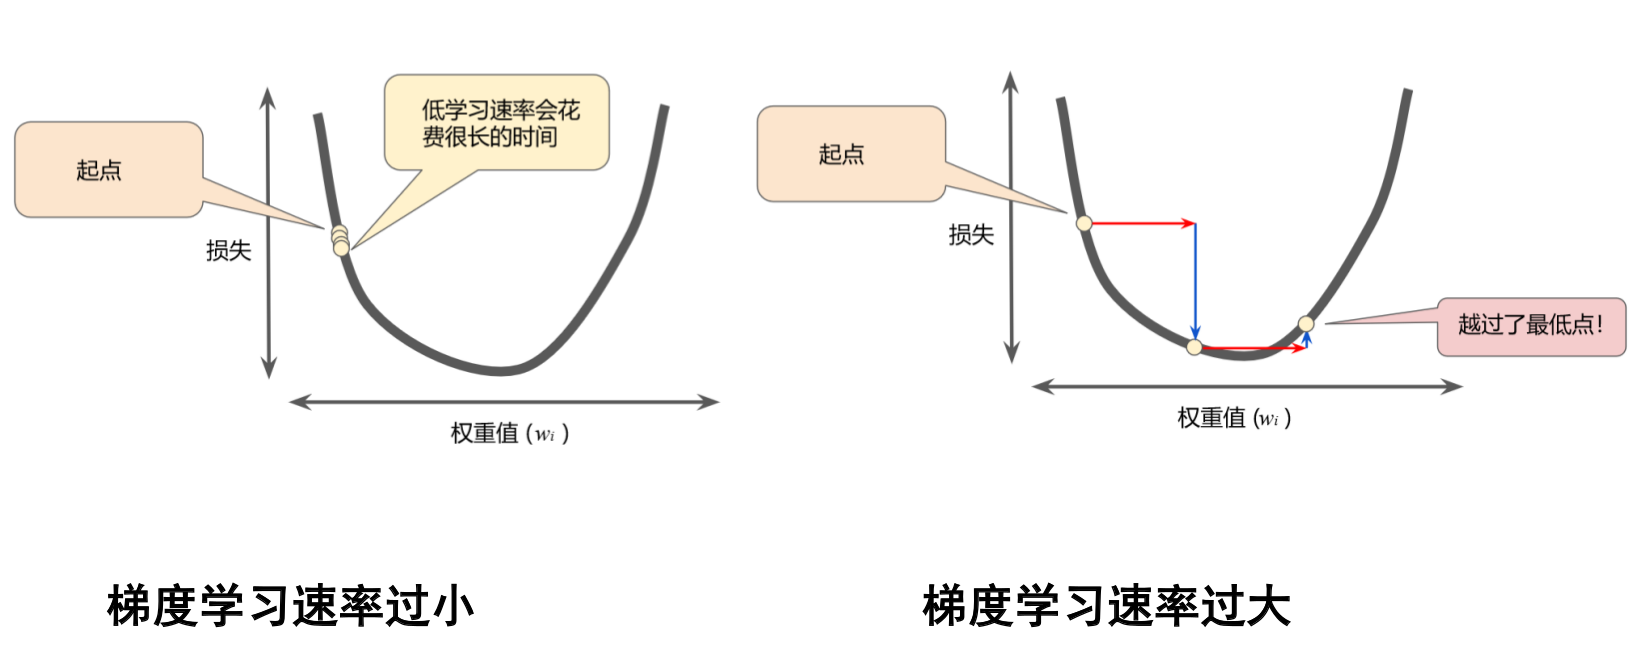 起点
低学习速率会花
费很长的时间
损失
权重值 (wᵢ )
梯度学习速率过小
起点
损失
越过了最低点！
权重值 (wᵢ )
梯度学习速率过大